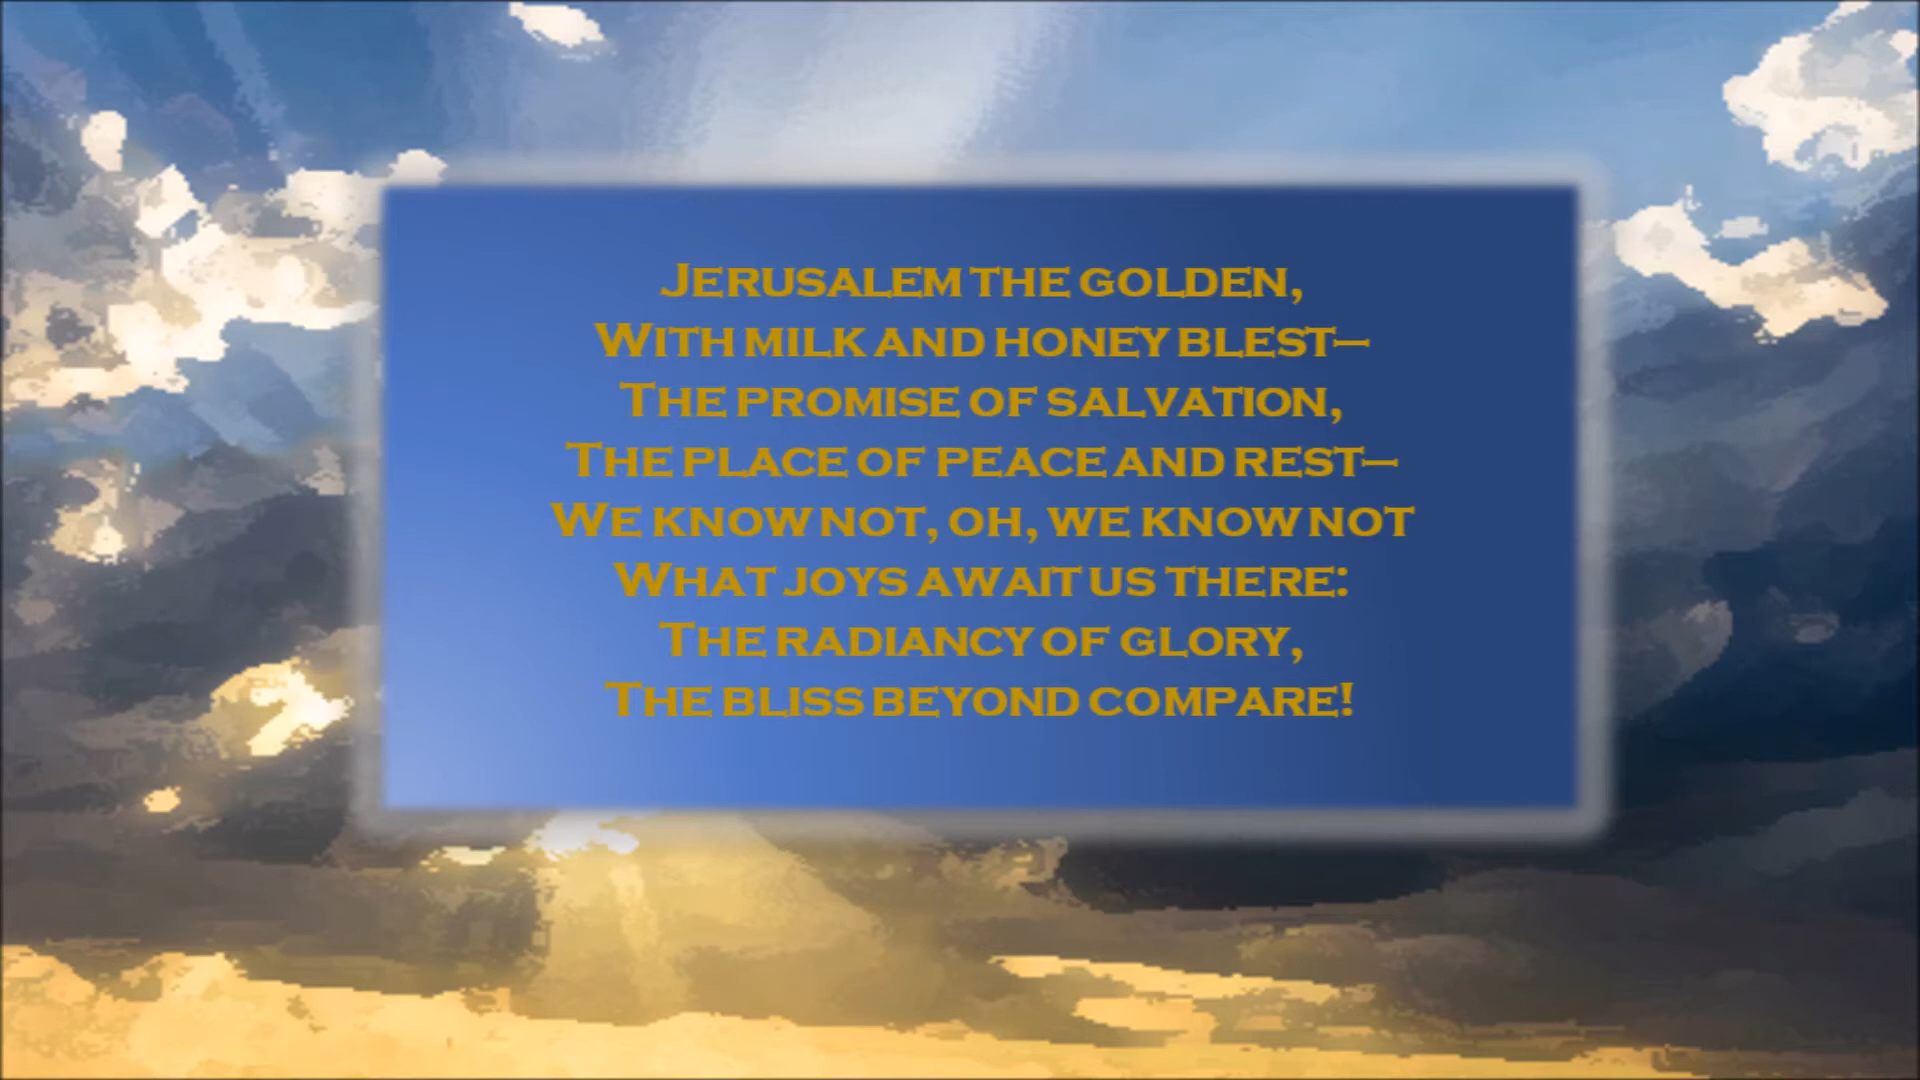 Jerusalem the golden,
With milk and honey blest—
The promise of salvation,
The place of peace and rest—
We know not, oh, we know not
What joys await us there:
The radiancy of glory,
The bliss beyond compare!